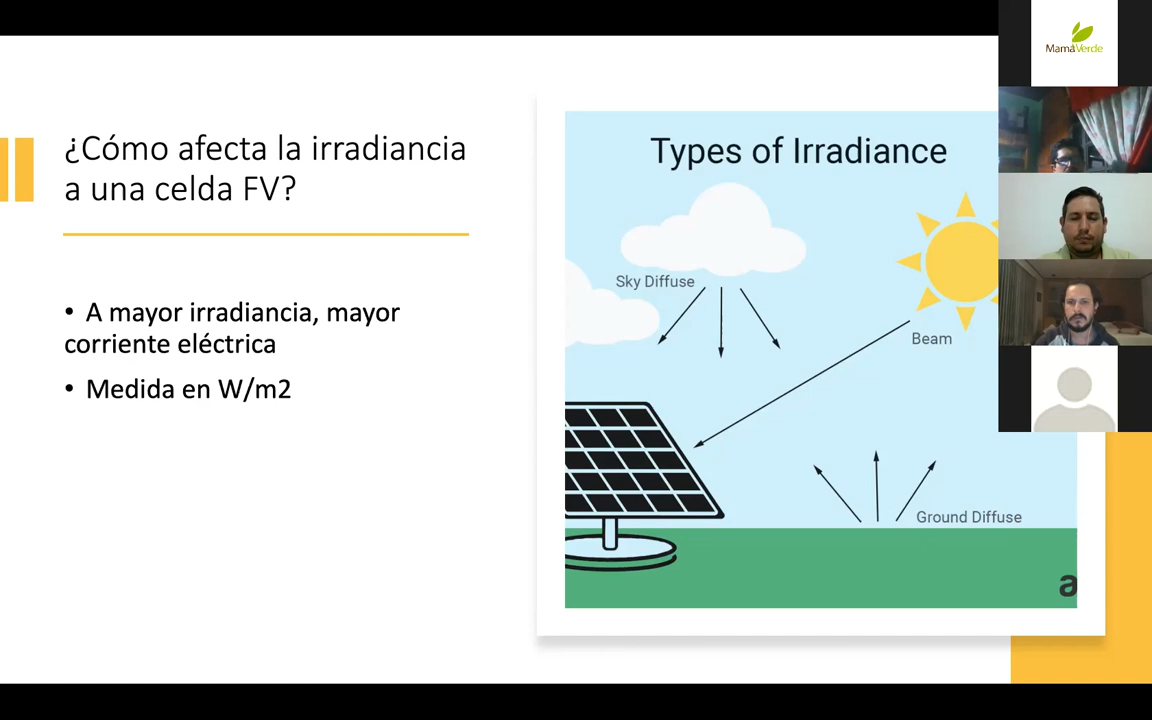 ¿Cómo afecta la irradiancia
a una celda FV?
• A mayor irradiancia, mayor
corriente eléctrica
• Medida en W/m2
Types of Irradiance
Sky Diffuse
Beam
Ground Diffuse
a
MamáVerde